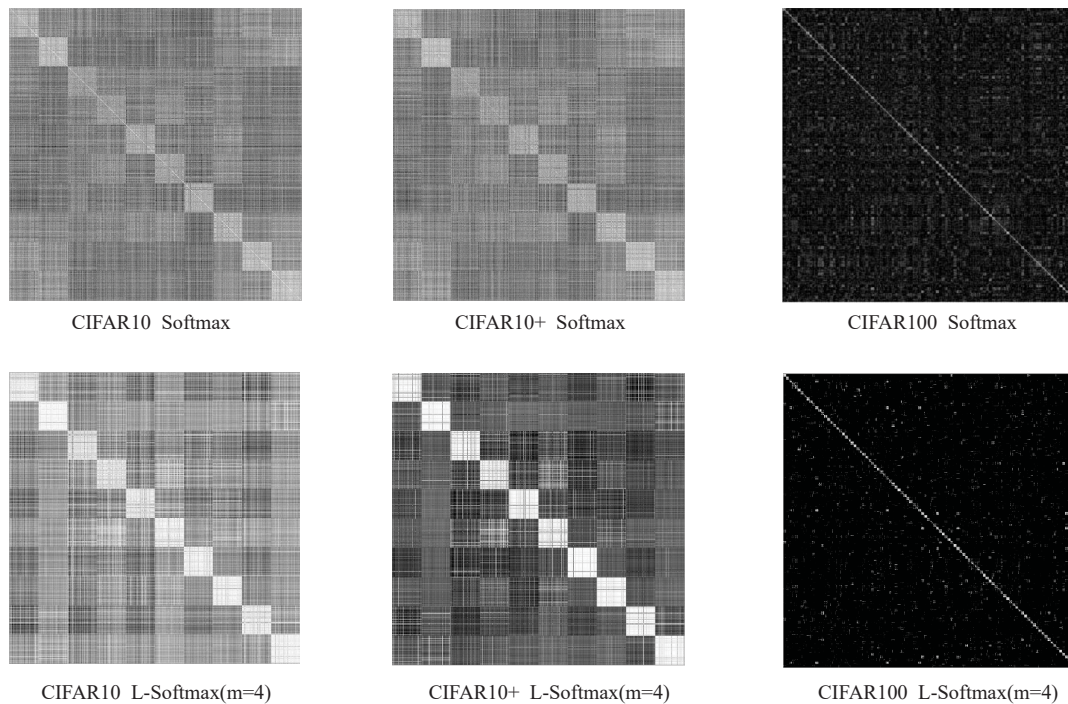 CIFAR10 Softmax
CIFAR10+ Softmax
CIFAR100 Softmax
CIFAR10 L-Softmax(m=4)
CIFAR10+ L-Softmax(m=4)
CIFAR100 L-Softmax(m=4)